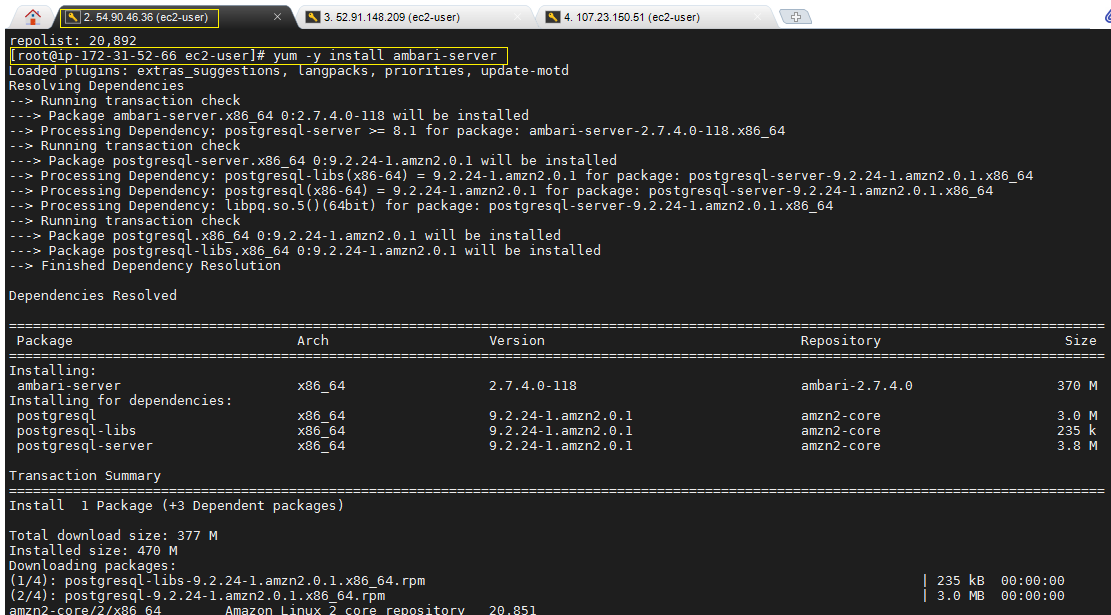 2. 54.90.46.36 (ec2-user) 3. 52.91.148.209 (ec2-user) 4. 107.23.150.51 (ec2-user)
repolist: 20,892
[root@ip-172-31-52-66 ec2-user]# yum -y install ambari-server
Loaded plugins: extras_suggestions, langpacks, priorities, update-motd
Resolving Dependencies
--> Running transaction check
---> Package ambari-server.x86_64 0:2.7.4.0-118 will be installed
--> Processing Dependency: postgresql-server >= 8.1 for package: ambari-server-2.7.4.0-118.x86_64
--> Running transaction check
---> Package postgresql-server.x86_64 0:9.2.24-1.amzn2.0.1 will be installed
--> Processing Dependency: postgresql-libs(x86-64) = 9.2.24-1.amzn2.0.1 for package: postgresql-server-9.2.24-1.amzn2.0.1.x86_64
--> Processing Dependency: postgresql(x86-64) = 9.2.24-1.amzn2.0.1 for package: postgresql-server-9.2.24-1.amzn2.0.1.x86_64
--> Processing Dependency: libpq.so.5()(64bit) for package: postgresql-server-9.2.24-1.amzn2.0.1.x86_64
--> Running transaction check
---> Package postgresql.x86_64 0:9.2.24-1.amzn2.0.1 will be installed
---> Package postgresql-libs.x86_64 0:9.2.24-1.amzn2.0.1 will be installed
--> Finished Dependency Resolution
Dependencies Resolved
Package Arch Version Repository Size
Installing:
ambari-server x86_64 2.7.4.0-118 ambari-2.7.4.0 370 M
Installing for dependencies:
postgresql x86_64 9.2.24-1.amzn2.0.1 amzn2-core 3.0 M
postgresql-libs x86_64 9.2.24-1.amzn2.0.1 amzn2-core 235 k
postgresql-server x86_64 9.2.24-1.amzn2.0.1 amzn2-core 3.8 M
Transaction Summary
Install 1 Package (+3 Dependent packages)
Total download size: 377 M
Installed size: 470 M
Downloading packages:
(1/4): postgresql-libs-9.2.24-1.amzn2.0.1.x86_64.rpm | 235 kB 00:00:00
(2/4): postgresql-9.2.24-1.amzn2.0.1.x86_64.rpm | 3.0 MB 00:00:00
amzn2-core/2/x86_64 Amazon Linux 2 core repository 20,851